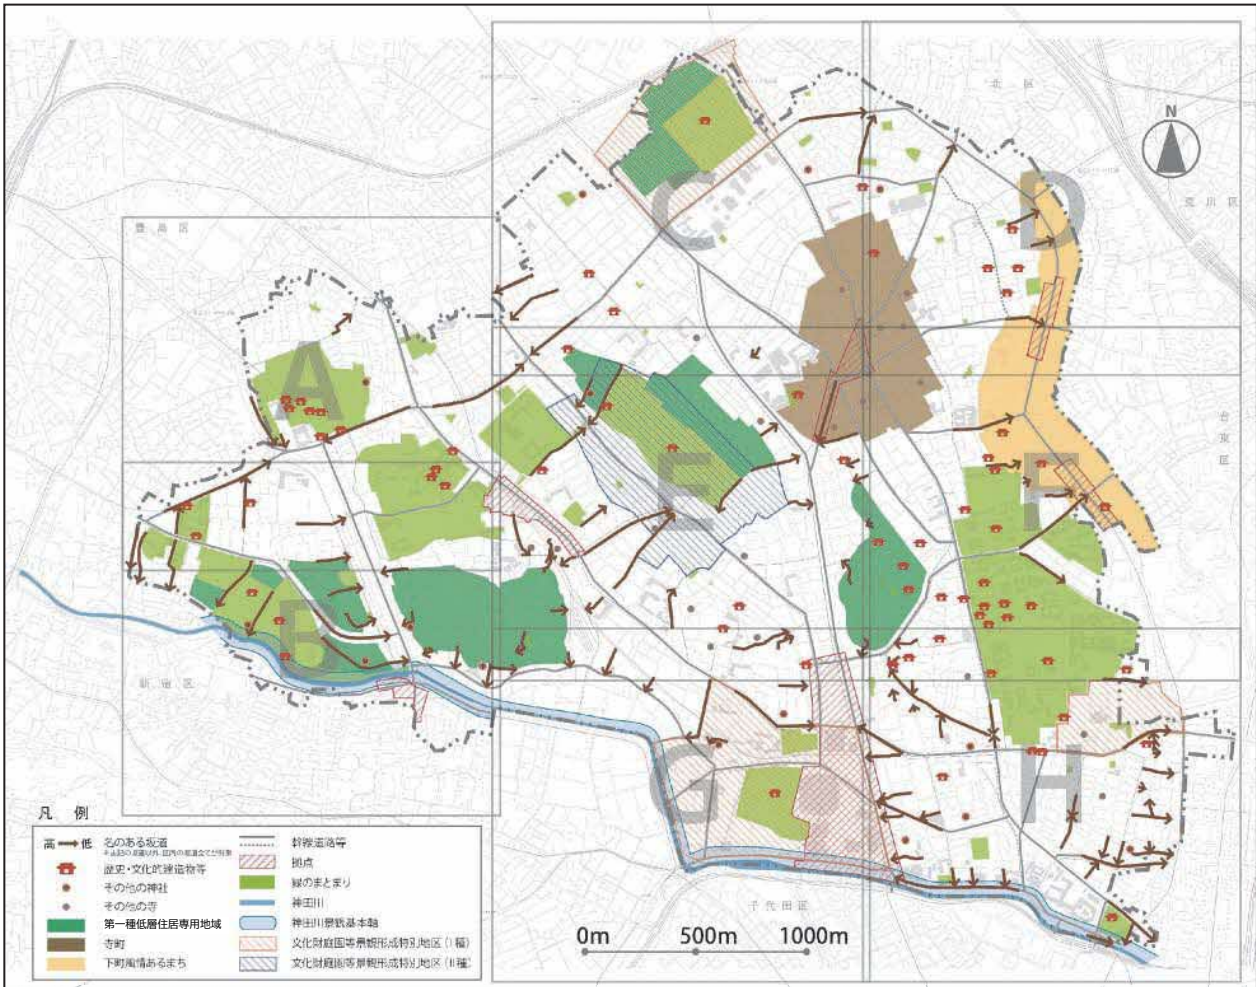 北区
N
荒川区
豊島区
C
D
A
台東区
E
F
B
新宿区
G
H
千代田区
0m 500m 1000m
凡 例
高 低 名のある坂道
歴史・文化的建造物等
その他の神社
その他の寺
第一種低層住居専用地域
寺町
下町風情あるまち
幹線道路等
拠点
緑のまとまり
神田川
神田川景観基本軸
文化財庭園等景観形成特別地区(Ⅰ種)
文化財庭園等景観形成特別地区(Ⅱ種)